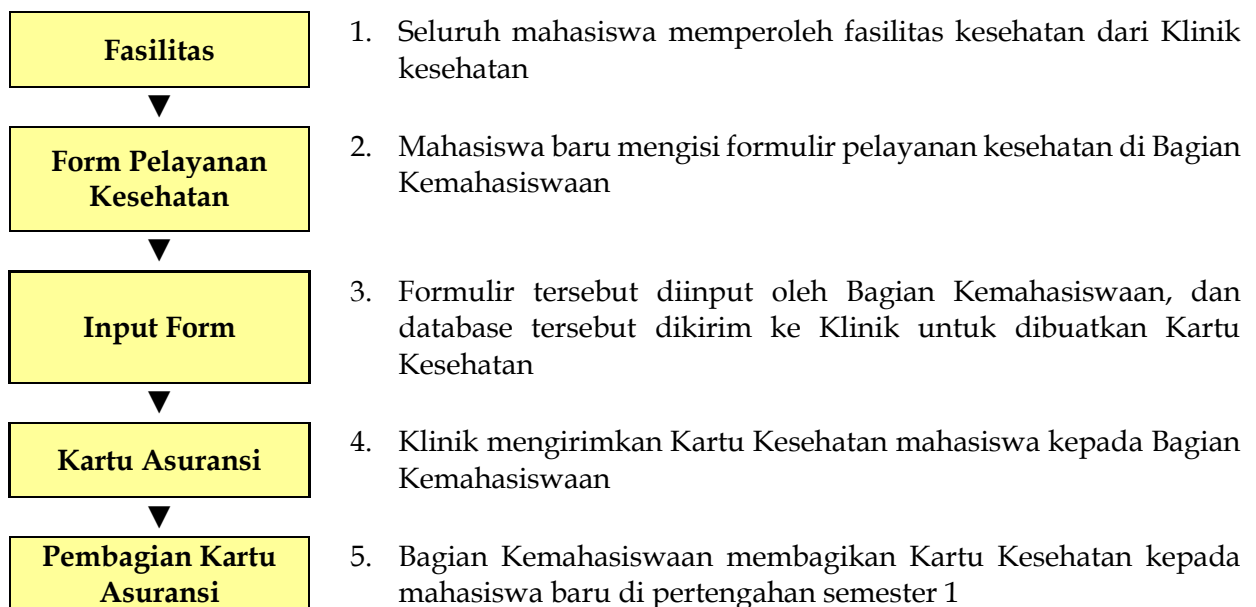 Fasilitas
1. Seluruh mahasiswa memperoleh fasilitas kesehatan dari Klinik
kesehatan
▼
Form Pelayanan
Kesehatan
2. Mahasiswa baru mengisi formulir pelayanan kesehatan di Bagian
Kemahasiswaan
▼
Input Form
3. Formulir tersebut diinput oleh Bagian Kemahasiswaan, dan
database tersebut dikirim ke Klinik untuk dibuatkan Kartu
Kesehatan
▼
Kartu Asuransi
4. Klinik mengirimkan Kartu Kesehatan mahasiswa kepada Bagian
Kemahasiswaan
▼
Pembagian Kartu
Asuransi
5. Bagian Kemahasiswaan membagikan Kartu Kesehatan kepada
mahasiswa baru di pertengahan semester 1